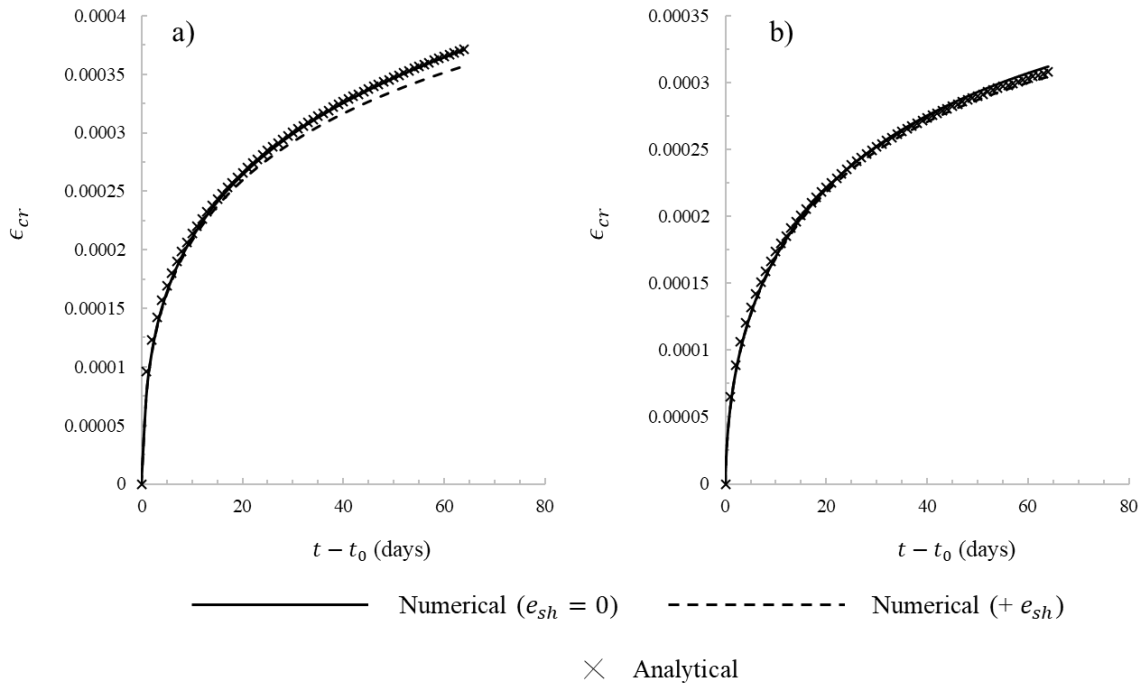 a)
0.0004
0.00035
0.0003
0.00025
0.0002
0.00015
0.0001
0.00005
0
ϵ_cr
0 20 40 60 80
t − t₀ (days)
b)
0.00035
0.0003
0.00025
0.0002
0.00015
0.0001
0.00005
0
ϵ_cr
0 20 40 60 80
t − t₀ (days)
Numerical (e_sh = 0) Numerical (+ e_sh)
Analytical